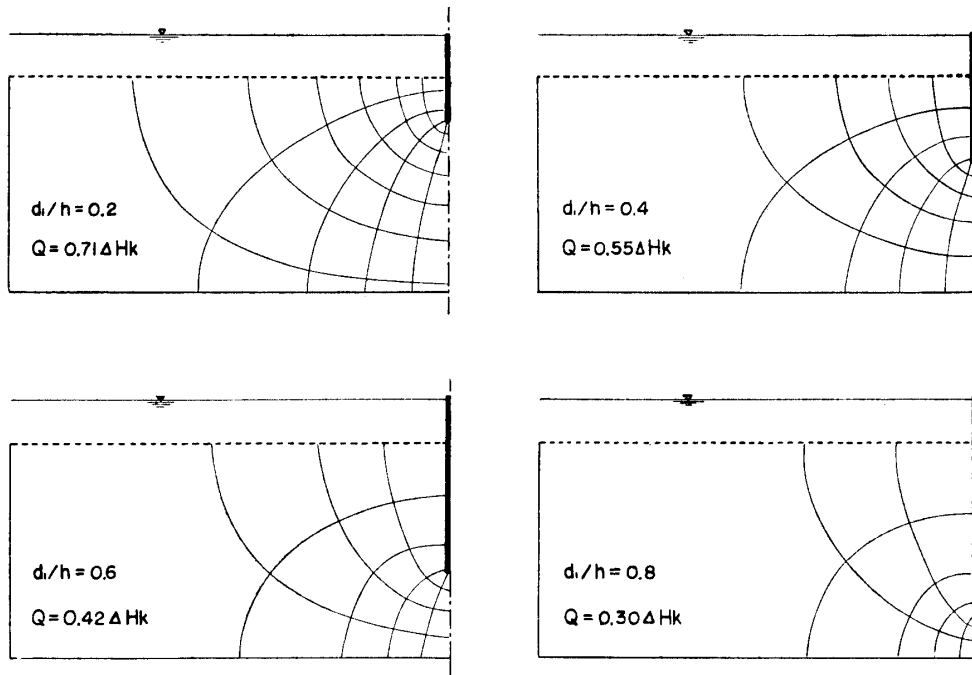 d₁/h = 0.2
Q = 0.71 ΔHk
d₁/h = 0.4
Q = 0.55 ΔHk
d₁/h = 0.6
Q = 0.42 ΔHk
d₁/h = 0.8
Q = 0.30 ΔHk